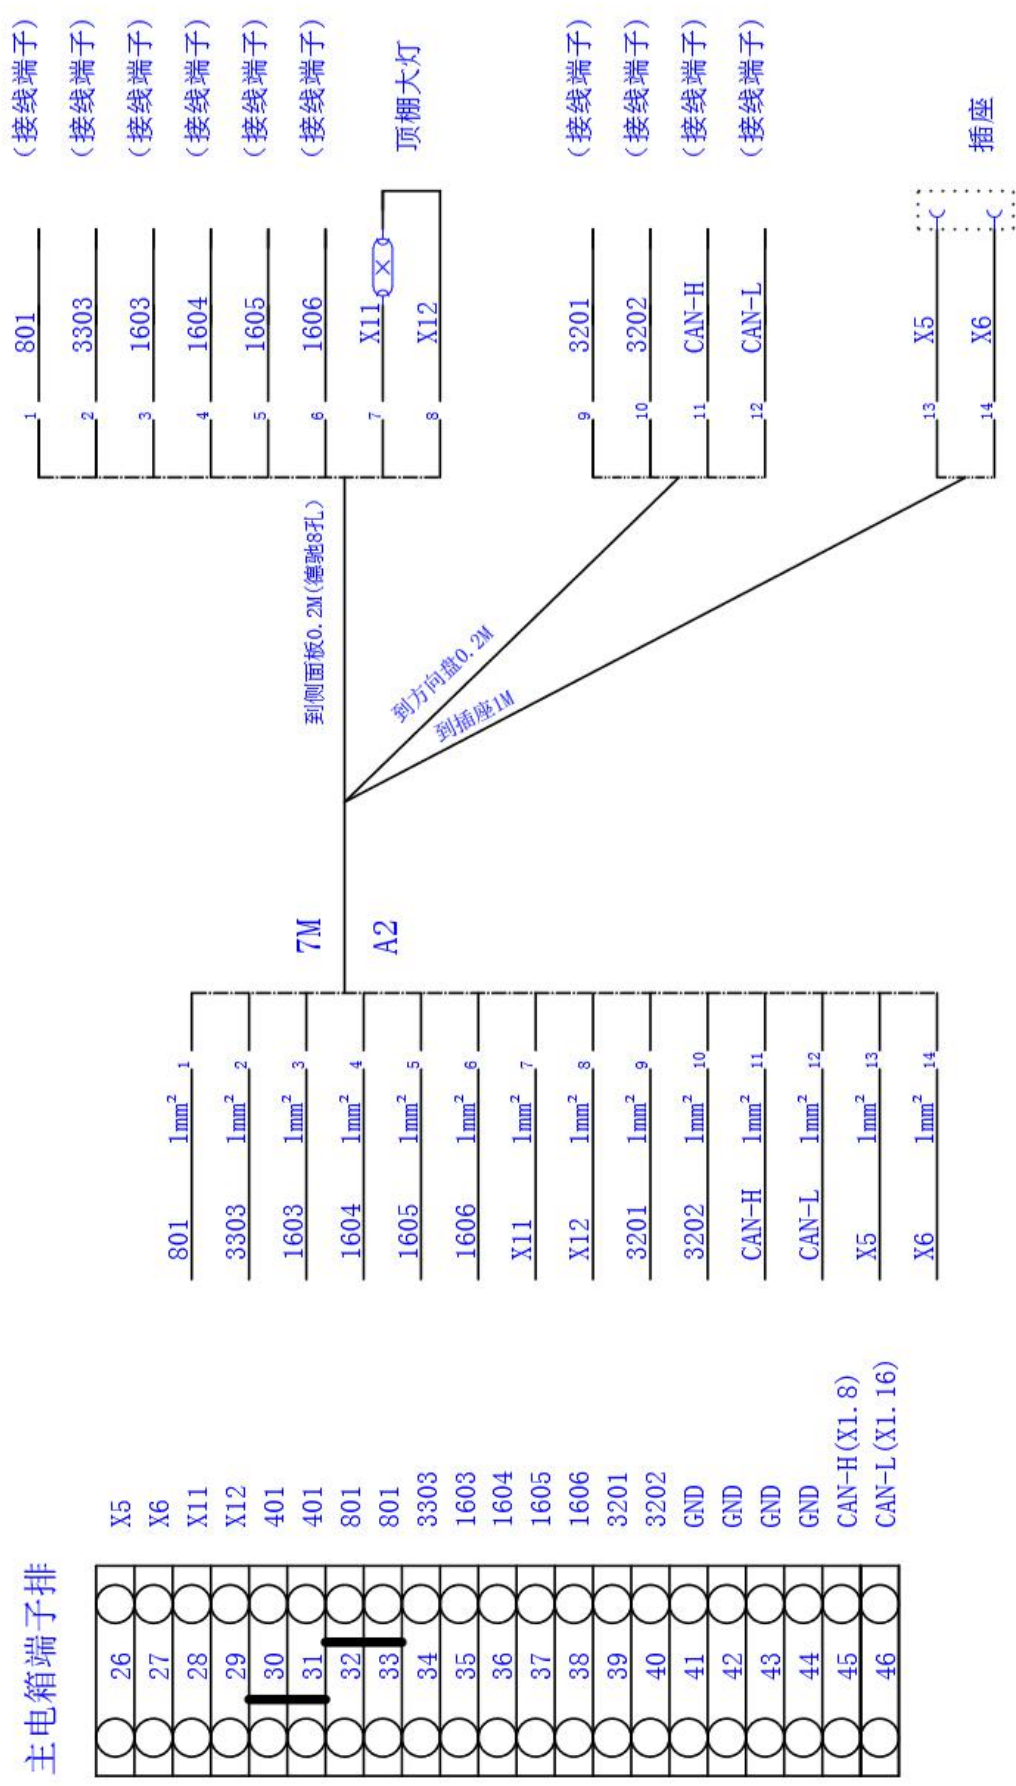 主电箱端子排
26 X5
27 X6
28 X11
29 X12
30 401
31 401
32 801
33 801
34 3303
35 1603
36 1604
37 1605
38 1606
39 3201
40 3202
41 GND
42 GND
43 GND
44 GND
45 CAN-H(X1.8)
46 CAN-L(X1.16)
801 1mm² 1
3303 1mm² 2
1603 1mm² 3
1604 1mm² 4
1605 1mm² 5
1606 1mm² 6
X11 1mm² 7
X12 1mm² 8
3201 1mm² 9
3202 1mm² 10
CAN-H 1mm² 11
CAN-L 1mm² 12
X5 1mm² 13
X6 1mm² 14
7M
A2
到侧面板0.2M(德驰8孔)
到方向盘0.2M
到插座1M
1 801 (接线端子)
2 3303 (接线端子)
3 1603 (接线端子)
4 1604 (接线端子)
5 1605 (接线端子)
6 1606 (接线端子)
7 X11
顶棚大灯
8 X12
9 3201 (接线端子)
10 3202 (接线端子)
11 CAN-H (接线端子)
12 CAN-L (接线端子)
13 X5
插座
14 X6